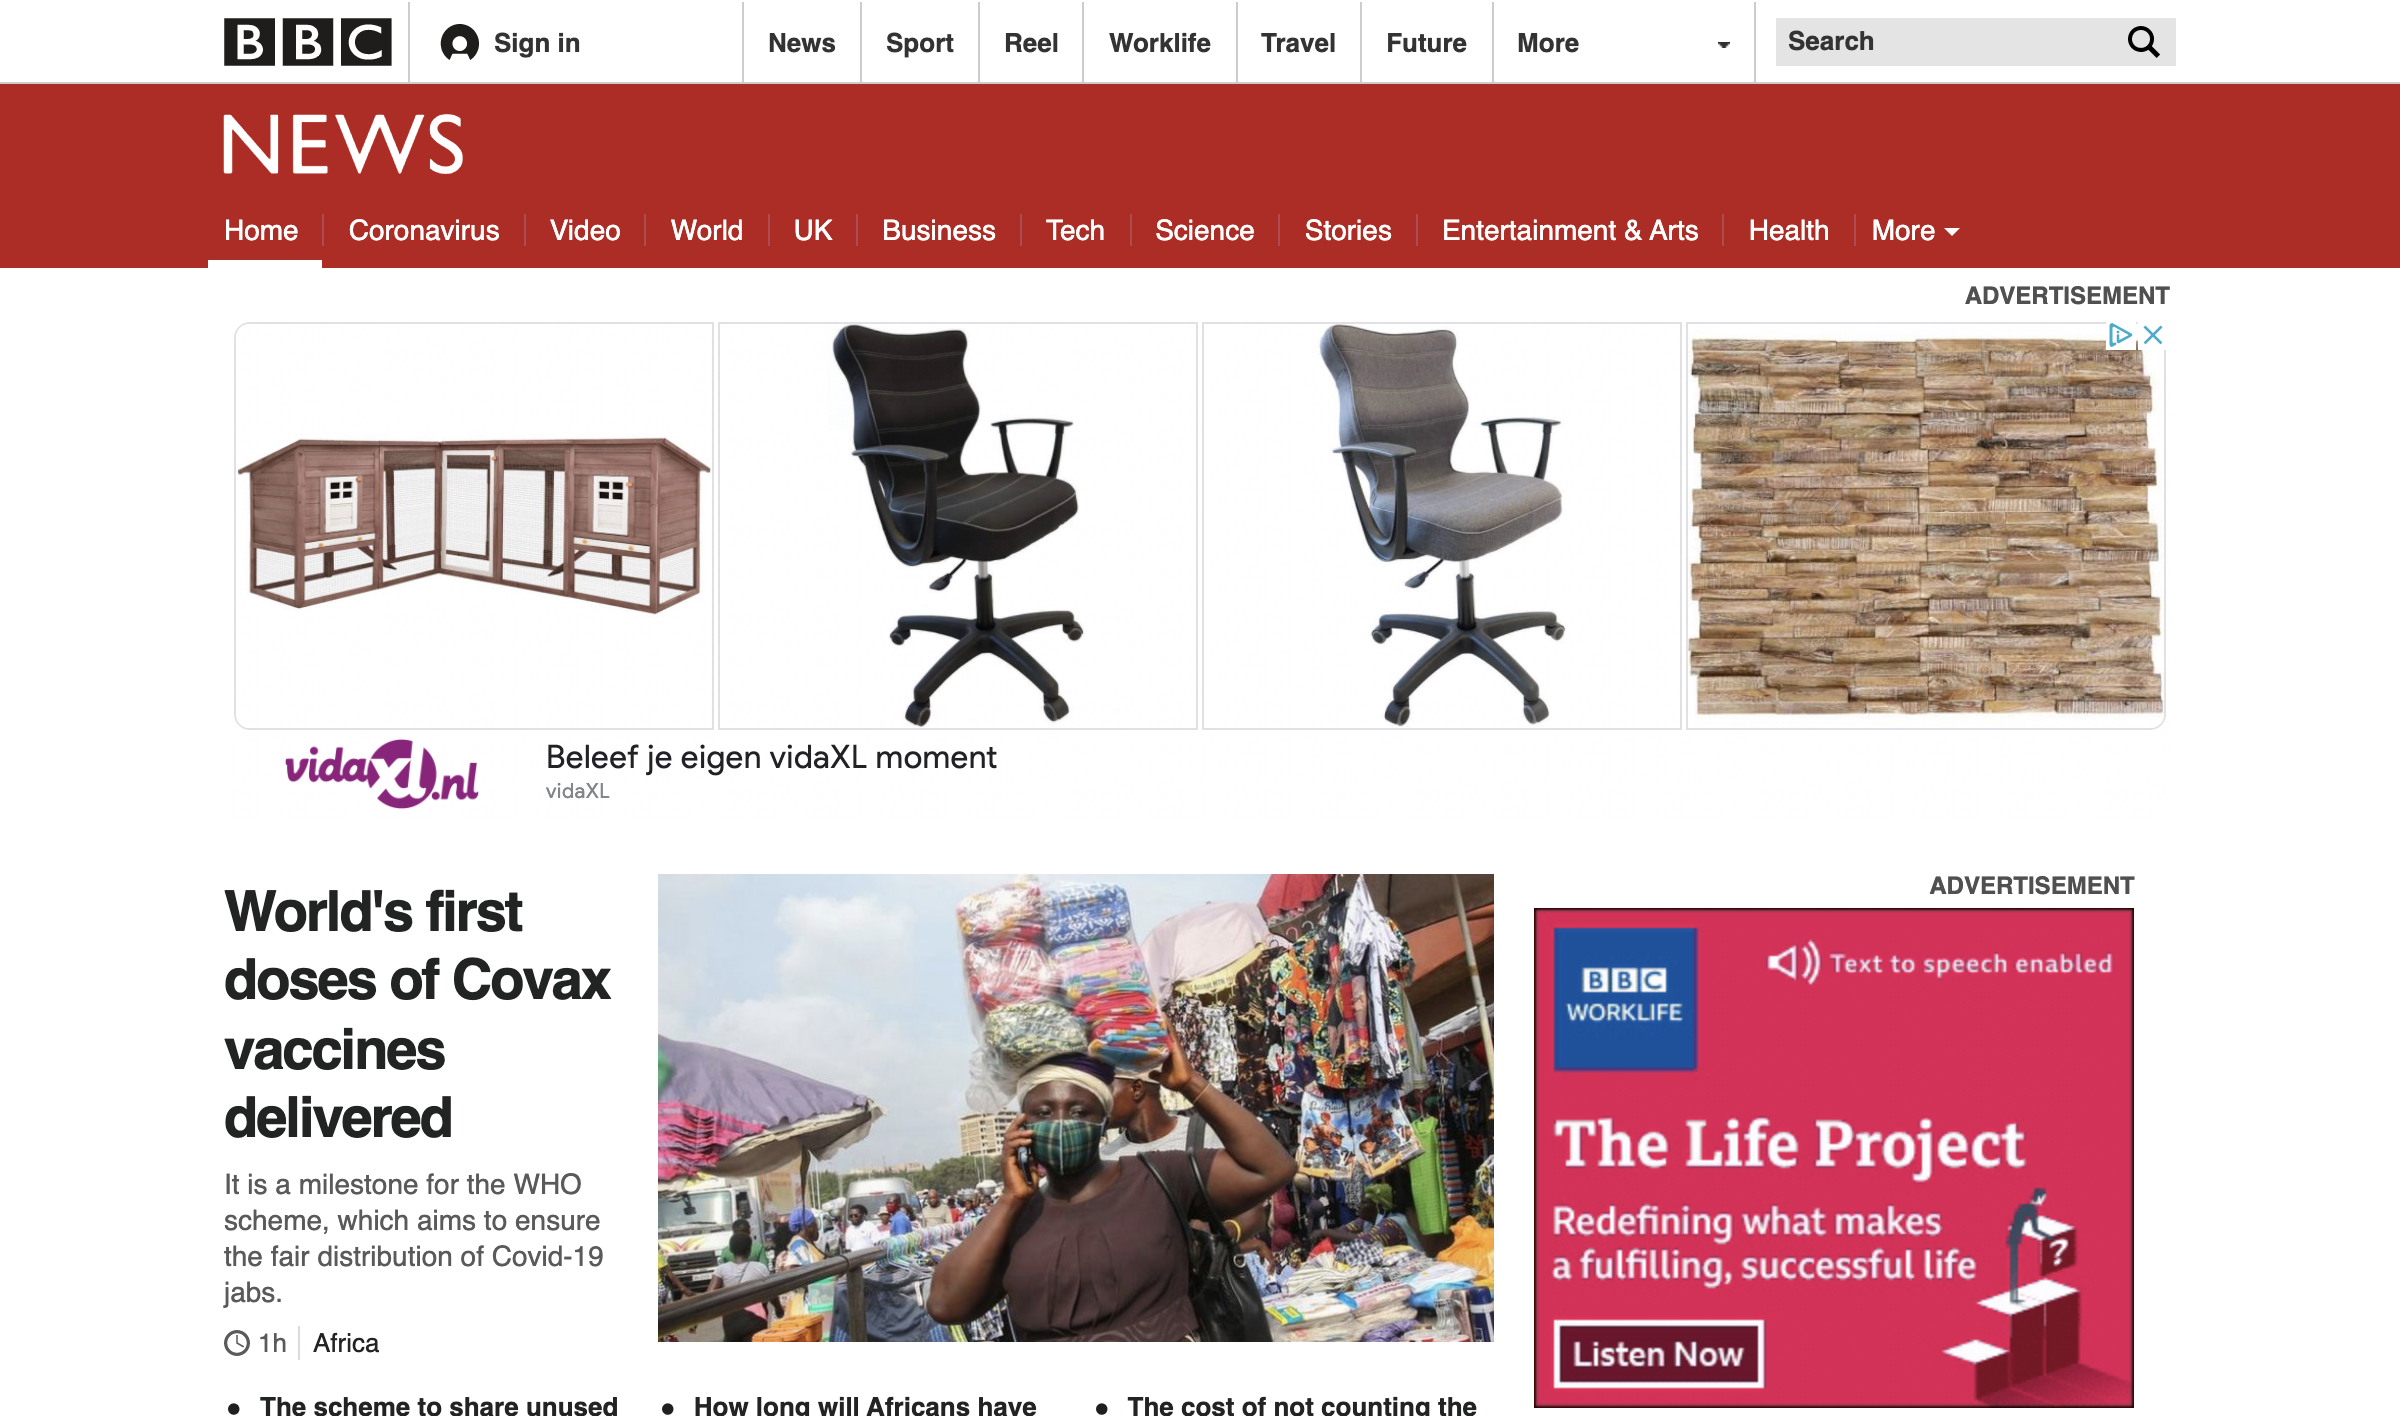 BBC
Sign in
News
Sport
Reel
Worklife
Travel
Future
More
Search
NEWS
Home
Coronavirus
Video
World
UK
Business
Tech
Science
Stories
Entertainment & Arts
Health
More
ADVERTISEMENT
vidaXL.nl
Beleef je eigen vidaXL moment
vidaXL
World's first
doses of Covax
vaccines
delivered
It is a milestone for the WHO
scheme, which aims to ensure
the fair distribution of Covid-19
jabs.
1h
Africa
ADVERTISEMENT
BBC
WORKLIFE
Text to speech enabled
The Life Project
Redefining what makes
a fulfilling, successful life
?
Listen Now
The scheme to share unused
How long will Africans have
The cost of not counting the